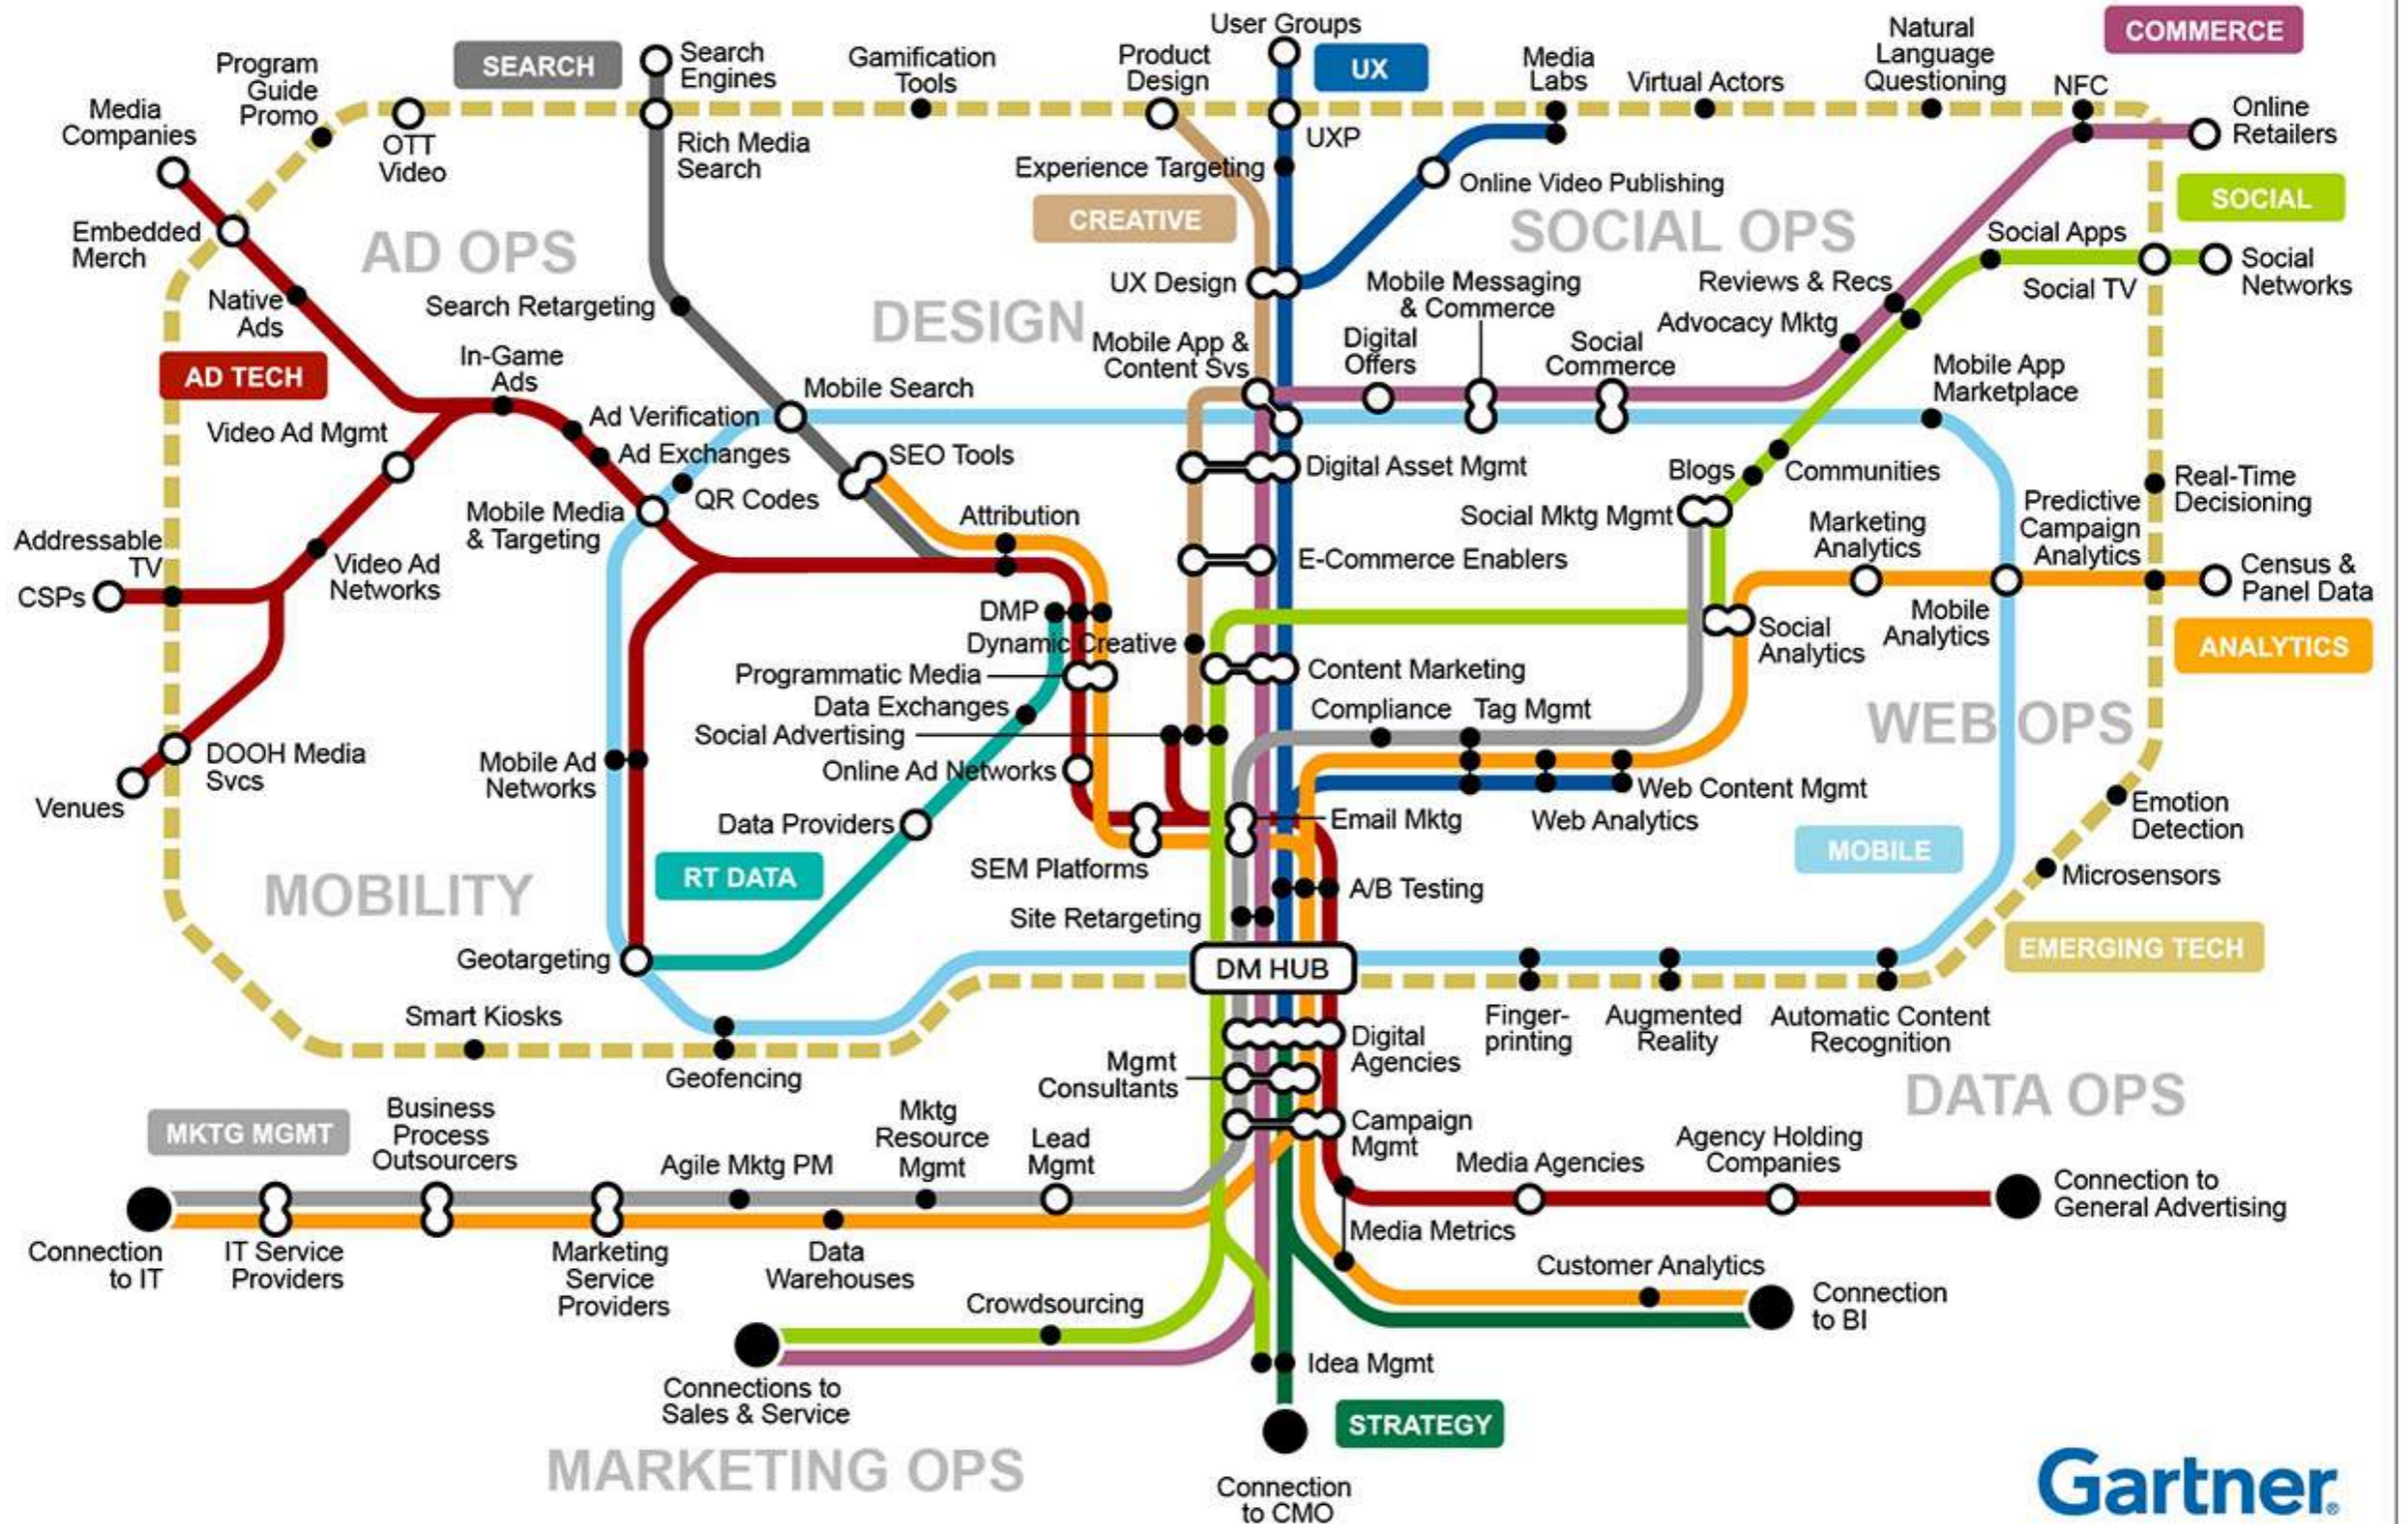 User Groups
COMMERCE
SEARCH
Search
Engines
Gamification
Tools
Product
Design
UX
Media
Labs
Virtual Actors
Natural
Language
Questioning
NFC
Online
Retailers
Program
Guide
Promo
Media
Companies
OTT
Video
Rich Media
Search
UXP
Experience Targeting
Online Video Publishing
SOCIAL
CREATIVE
Embedded
Merch
AD OPS
SOCIAL OPS
Social Apps
Social TV
Social
Networks
Native
Ads
Search Retargeting
DESIGN
UX Design
Mobile Messaging
& Commerce
Reviews & Recs
Advocacy Mktg
AD TECH
In-Game
Ads
Mobile App &
Content Svs
Digital
Offers
Social
Commerce
Mobile App
Marketplace
Mobile Search
Ad Verification
Video Ad Mgmt
Ad Exchanges
SEO Tools
Digital Asset Mgmt
Blogs
Communities
QR Codes
Real-Time
Decisioning
Mobile Media
& Targeting
Attribution
Social Mktg Mgmt
Marketing
Analytics
Predictive
Campaign
Analytics
Addressable
TV
CSPs
Video Ad
Networks
E-Commerce Enablers
Census &
Panel Data
DMP
Dynamic Creative
Social
Analytics
Mobile
Analytics
ANALYTICS
Programmatic Media
Content Marketing
Data Exchanges
Compliance
Tag Mgmt
WEB OPS
Social Advertising
DOOH Media
Svcs
Venues
Mobile Ad
Networks
Online Ad Networks
Web Content Mgmt
Data Providers
Email Mktg
Web Analytics
Emotion
Detection
MOBILE
SEM Platforms
RT DATA
MOBILITY
A/B Testing
Microsensors
Site Retargeting
EMERGING TECH
Geotargeting
DM HUB
Smart Kiosks
Geofencing
Finger-
printing
Augmented
Reality
Automatic Content
Recognition
Digital
Agencies
Mgmt
Consultants
DATA OPS
MKTG MGMT
Business
Process
Outsourcers
Agile Mktg PM
Mktg
Resource
Mgmt
Lead
Mgmt
Campaign
Mgmt
Media Agencies
Agency Holding
Companies
Connection to
General Advertising
Connection
to IT
IT Service
Providers
Marketing
Service
Providers
Data
Warehouses
Media Metrics
Customer Analytics
Connection
to BI
Crowdsourcing
Idea Mgmt
Connections to
Sales & Service
STRATEGY
MARKETING OPS
Connection
to CMO
Gartner®